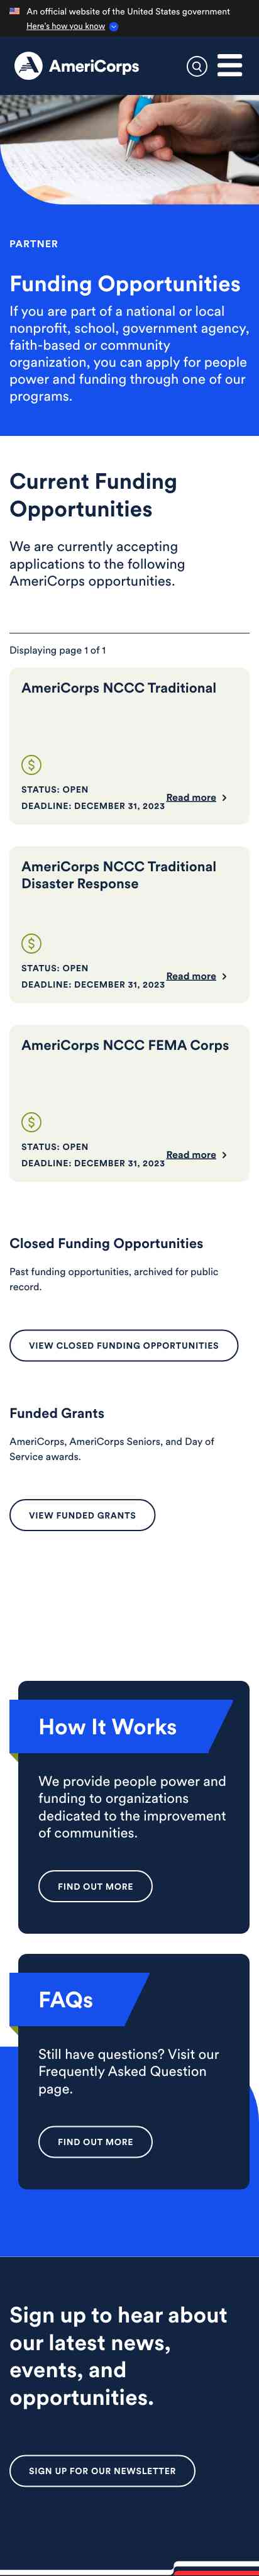 An official website of the United States government
Here's how you know
AmeriCorps
PARTNER
Funding Opportunities
If you are part of a national or local
nonprofit, school, government agency,
faith-based or community
organization, you can apply for people
power and funding through one of our
programs.
Current Funding
Opportunities
We are currently accepting
applications to the following
AmeriCorps opportunities.
Displaying page 1 of 1
AmeriCorps NCCC Traditional
$
STATUS: OPEN
DEADLINE: DECEMBER 31, 2023
Read more
AmeriCorps NCCC Traditional
Disaster Response
$
STATUS: OPEN
DEADLINE: DECEMBER 31, 2023
Read more
AmeriCorps NCCC FEMA Corps
$
STATUS: OPEN
DEADLINE: DECEMBER 31, 2023
Read more
Closed Funding Opportunities
Past funding opportunities, archived for public
record.
VIEW CLOSED FUNDING OPPORTUNITIES
Funded Grants
AmeriCorps, AmeriCorps Seniors, and Day of
Service awards.
VIEW FUNDED GRANTS
How It Works
We provide people power and
funding to organizations
dedicated to the improvement
of communities.
FIND OUT MORE
FAQs
Still have questions? Visit our
Frequently Asked Question
page.
FIND OUT MORE
Sign up to hear about
our latest news,
events, and
opportunities.
SIGN UP FOR OUR NEWSLETTER